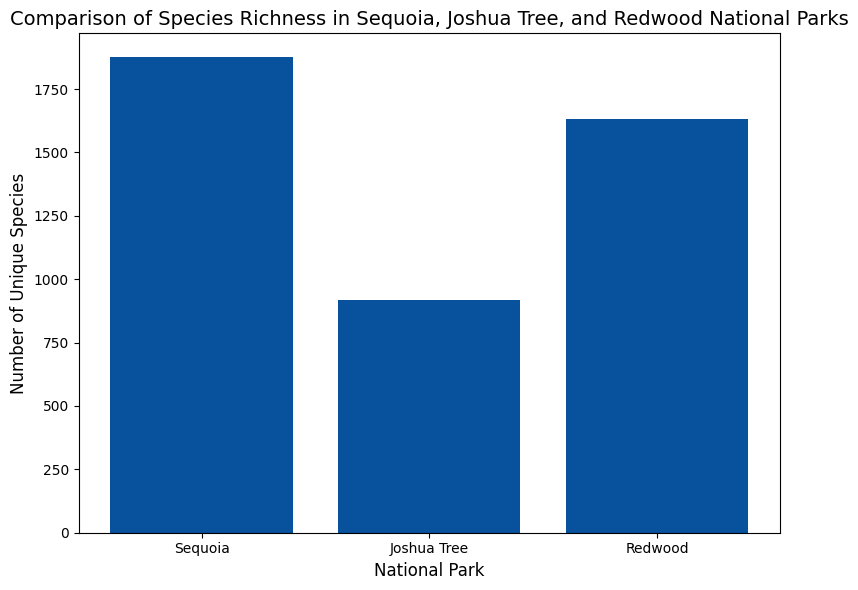 Comparison of Species Richness in Sequoia, Joshua Tree, and Redwood National Parks
Number of Unique Species
1750
1500
1250
1000
750
500
250
0
Sequoia
Joshua Tree
Redwood
National Park